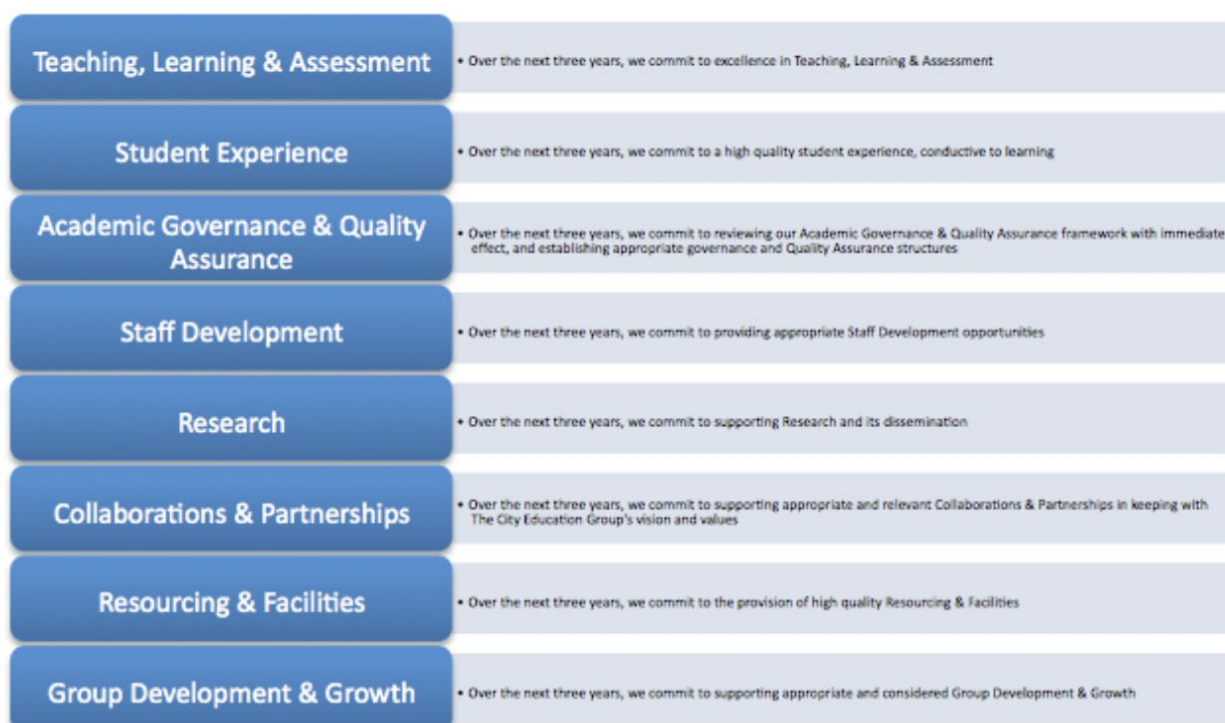 Teaching, Learning & Assessment
• Over the next three years, we commit to excellence in Teaching, Learning & Assessment
Student Experience
• Over the next three years, we commit to a high quality student experience, conductive to learning
Academic Governance & Quality
Assurance
• Over the next three years, we commit to reviewing our Academic Governance & Quality Assurance framework with immediate
effect, and establishing appropriate governance and Quality Assurance structures
Staff Development
• Over the next three years, we commit to providing appropriate Staff Development opportunities
Research
• Over the next three years, we commit to supporting Research and its dissemination
Collaborations & Partnerships
• Over the next three years, we commit to supporting appropriate and relevant Collaborations & Partnerships in keeping with
The City Education Group's vision and values
Resourcing & Facilities
• Over the next three years, we commit to the provision of high quality Resourcing & Facilities
Group Development & Growth
• Over the next three years, we commit to supporting appropriate and considered Group Development & Growth